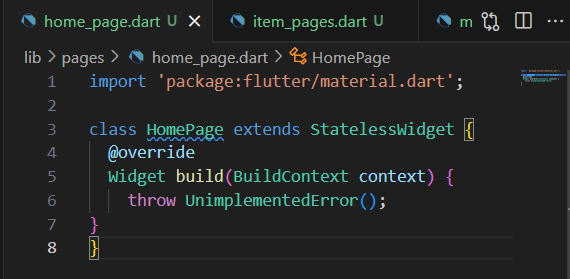 home_page.dart U item_pages.dart U m
lib > pages > home_page.dart > HomePage
1 import 'package:flutter/material.dart';
2
3 class HomePage extends StatelessWidget {
4 @override
5 Widget build(BuildContext context) {
6 throw UnimplementedError();
7 }
8 }